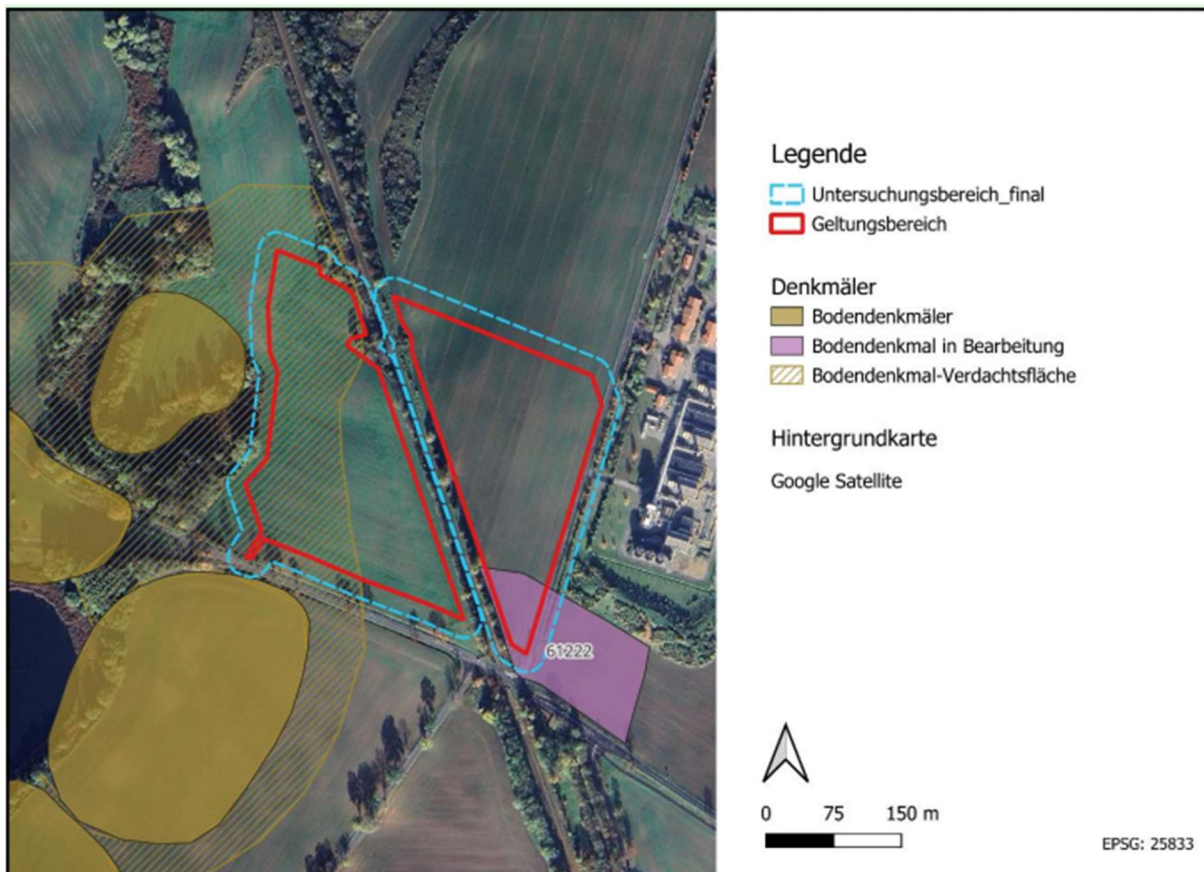 Legende
Untersuchungsbereich_final
Geltungsbereich
Denkmäler
Bodendenkmäler
Bodendenkmal in Bearbeitung
Bodendenkmal-Verdachtsfläche
Hintergrundkarte
Google Satellite
61222
0 75 150 m
EPSG: 25833